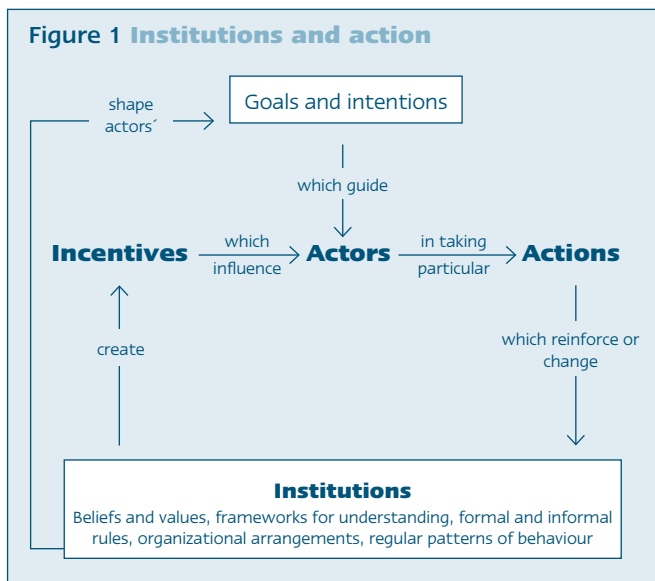 Figure 1 Institutions and action
shape
actors´
Goals and intentions
which guide
Incentives
which
influence
Actors
in taking
particular
Actions
create
which reinforce or
change
Institutions
Beliefs and values, frameworks for understanding, formal and informal
rules, organizational arrangements, regular patterns of behaviour